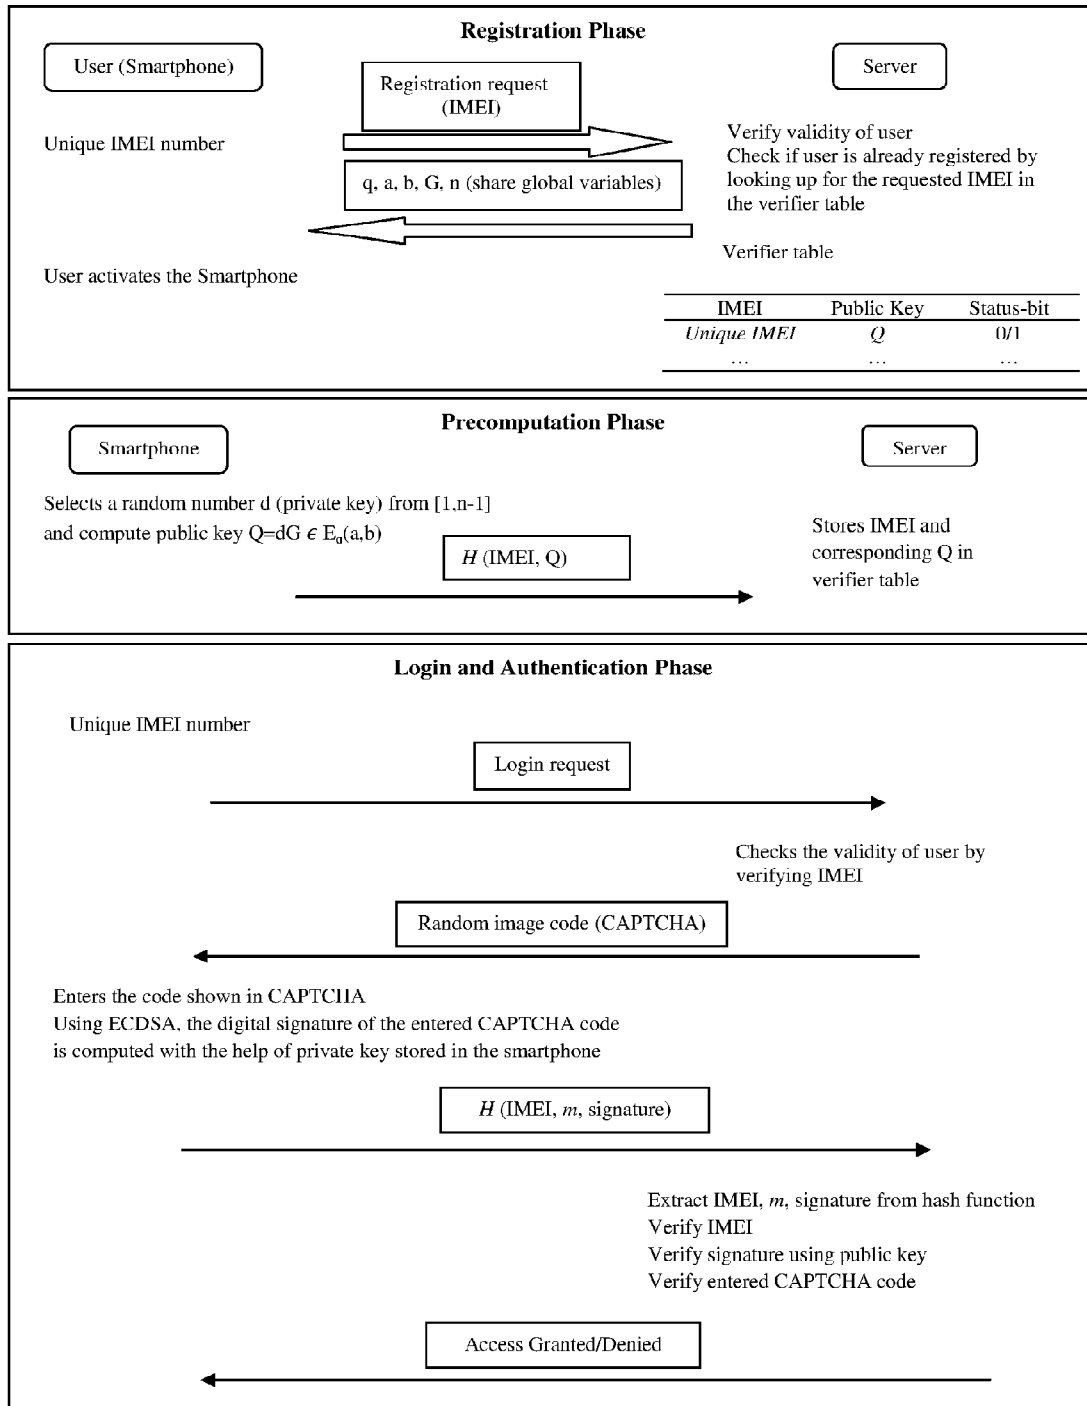 Registration Phase
User (Smartphone)
Server
Registration request
(IMEI)
Unique IMEI number
Verify validity of user
Check if user is already registered by
looking up for the requested IMEI in
the verifier table
q, a, b, G, n (share global variables)
Verifier table
User activates the Smartphone
IMEI Public Key Status-bit
Unique IMEI Q 0/1
... ... ...
Precomputation Phase
Smartphone
Server
Selects a random number d (private key) from [1,n-1]
and compute public key Q=dG ϵ Eq(a,b)
Stores IMEI and
corresponding Q in
verifier table
H (IMEI, Q)
Login and Authentication Phase
Unique IMEI number
Login request
Checks the validity of user by
verifying IMEI
Random image code (CAPTCHA)
Enters the code shown in CAPTCHA
Using ECDSA, the digital signature of the entered CAPTCHA code
is computed with the help of private key stored in the smartphone
H (IMEI, m, signature)
Extract IMEI, m, signature from hash function
Verify IMEI
Verify signature using public key
Verify entered CAPTCHA code
Access Granted/Denied